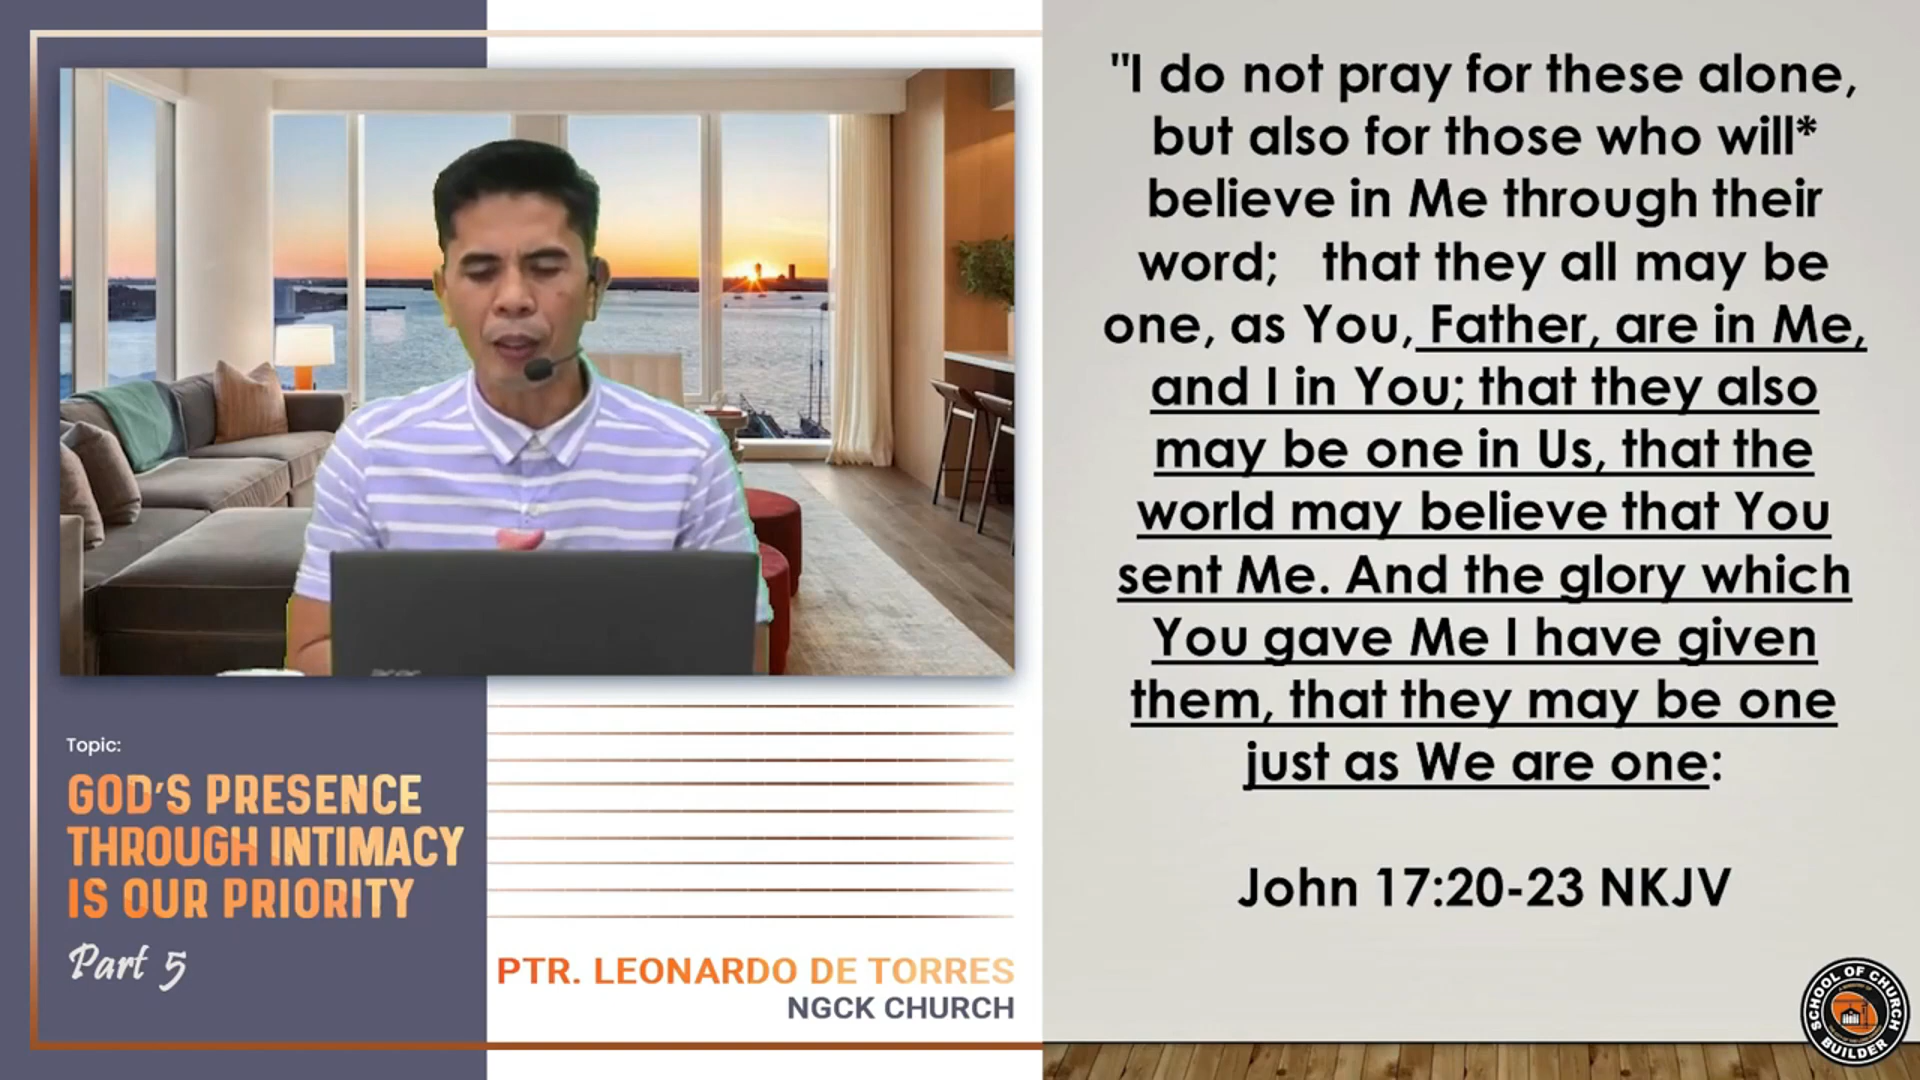 "I do not pray for these alone,
but also for those who will*
believe in Me through their
word; that they all may be
one, as You, Father, are in Me,
and I in You; that they also
may be one in Us, that the
world may believe that You
sent Me. And the glory which
You gave Me I have given
them, that they may be one
just as We are one:
John 17:20-23 NKJV
Topic:
GOD'S PRESENCE
THROUGH INTIMACY
IS OUR PRIORITY
Part 5
PTR. LEONARDO DE TORRES
NGCK CHURCH
SCHOOL OF CHURCH
BUILDER